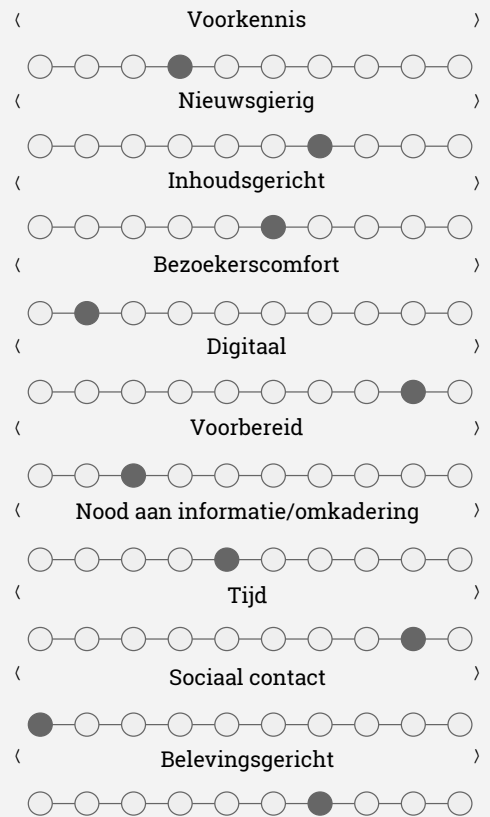 ‹ Voorkennis ›
‹ Nieuwsgierig ›
‹ Inhoudsgericht ›
‹ Bezoekerscomfort ›
‹ Digitaal ›
‹ Voorbereid ›
‹ Nood aan informatie/omkadering ›
‹ Tijd ›
‹ Sociaal contact ›
‹ Belevingsgericht ›